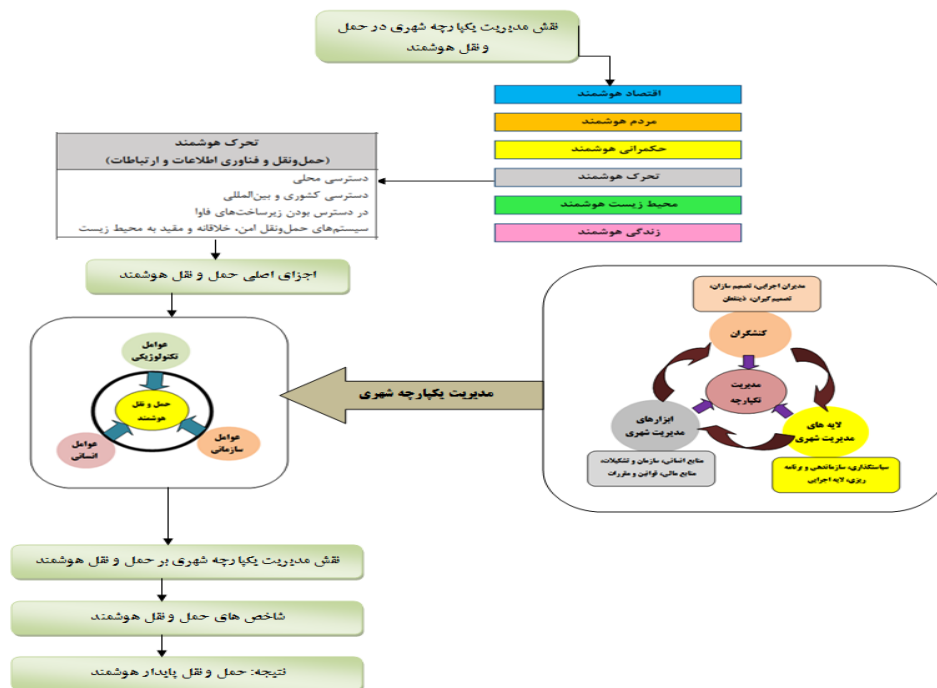 نقش مدیریت یکپارچه شهری در حمل
و نقل هوشمند
اقتصاد هوشمند
مردم هوشمند
حکمرانی هوشمند
تحرک هوشمند
محیط زیست هوشمند
زندگی هوشمند
تحرک هوشمند
(حمل‌ونقل و فناوری اطلاعات و ارتباطات)
دسترسی محلی
دسترسی کشوری و بین‌المللی
در دسترس بودن زیرساخت‌های فاوا
سیستم‌های حمل‌ونقل امن، خلاقانه و مقید به محیط زیست
اجزای اصلی حمل و نقل هوشمند
مدیران اجرایی، تصمیم سازان،
تصمیم گیران، ذینفعان
کنشگران
مدیریت
یکپارچه
ابزارهای
مدیریت شهری
لایه های
مدیریت شهری
منابع انسانی، سازمان و تشکیلات،
منابع مالی، قوانین و مقررات
سیاستگذاری، سازماندهی و برنامه
ریزی، لایه اجرایی
مدیریت یکپارچه شهری
عوامل
تکنولوژیکی
حمل و نقل
هوشمند
عوامل
سازمانی
عوامل
انسانی
نقش مدیریت یکپارچه شهری بر حمل و نقل هوشمند
شاخص های حمل و نقل هوشمند
نتیجه: حمل و نقل پایدار هوشمند